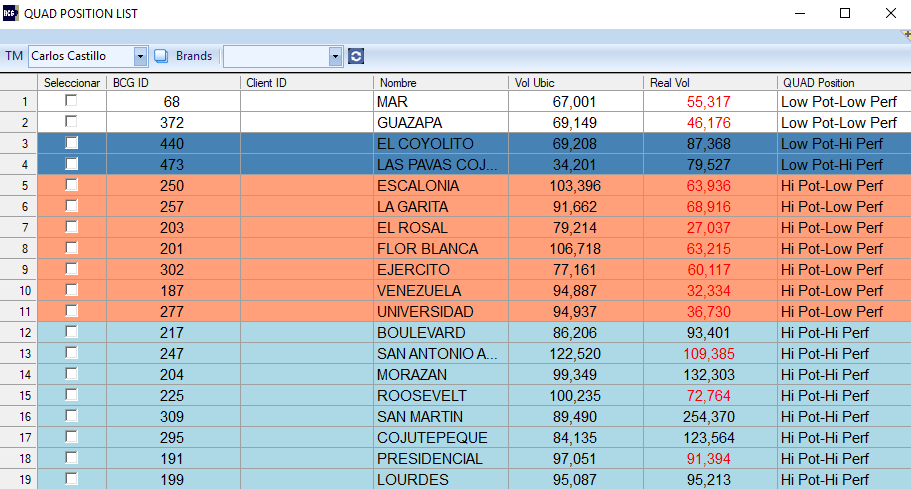 BCG QUAD POSITION LIST
TM Carlos Castillo Brands
Seleccionar BCG ID Client ID Nombre Vol Ubic Real Vol QUAD Position
1 68 MAR 67,001 55,317 Low Pot-Low Perf
2 372 GUAZAPA 69,149 46,176 Low Pot-Low Perf
3 440 EL COYOLITO 69,208 87,368 Low Pot-Hi Perf
4 473 LAS PAVAS COJ... 34,201 79,527 Low Pot-Hi Perf
5 250 ESCALONIA 103,396 63,936 Hi Pot-Low Perf
6 257 LA GARITA 91,662 68,916 Hi Pot-Low Perf
7 203 EL ROSAL 79,214 27,037 Hi Pot-Low Perf
8 201 FLOR BLANCA 106,718 63,215 Hi Pot-Low Perf
9 302 EJERCITO 77,161 60,117 Hi Pot-Low Perf
10 187 VENEZUELA 94,887 32,334 Hi Pot-Low Perf
11 277 UNIVERSIDAD 94,937 36,730 Hi Pot-Low Perf
12 217 BOULEVARD 86,206 93,401 Hi Pot-Hi Perf
13 247 SAN ANTONIO A... 122,520 109,385 Hi Pot-Hi Perf
14 204 MORAZAN 99,349 132,303 Hi Pot-Hi Perf
15 225 ROOSEVELT 100,235 72,764 Hi Pot-Hi Perf
16 309 SAN MARTIN 89,490 254,370 Hi Pot-Hi Perf
17 295 COJUTEPEQUE 84,135 123,564 Hi Pot-Hi Perf
18 191 PRESIDENCIAL 97,051 91,394 Hi Pot-Hi Perf
19 199 LOURDES 95,087 95,213 Hi Pot-Hi Perf